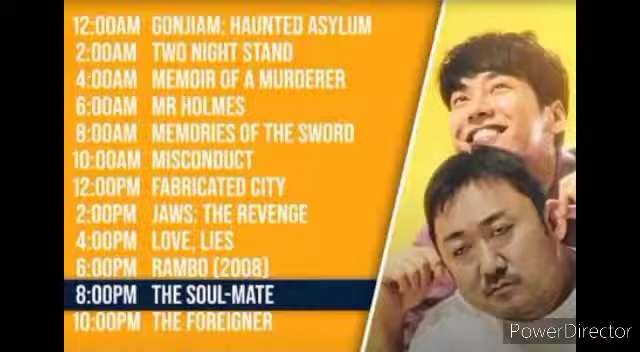 12:00AM GONJIAM: HAUNTED ASYLUM
2:00AM TWO NIGHT STAND
4:00AM MEMOIR OF A MURDERER
6:00AM MR HOLMES
8:00AM MEMORIES OF THE SWORD
10:00AM MISCONDUCT
12:00PM FABRICATED CITY
2:00PM JAWS: THE REVENGE
4:00PM LOVE, LIES
6:00PM RAMBO (2008)
8:00PM THE SOUL-MATE
10:00PM THE FOREIGNER
PowerDirector